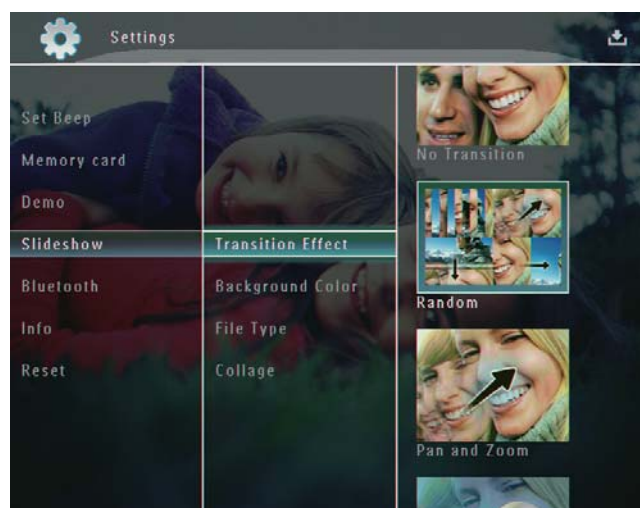 Settings
Set Beep
Memory card
Demo
Slideshow
Bluetooth
Info
Reset
Transition Effect
Background Color
File Type
Collage
No Transition
Random
Pan and Zoom